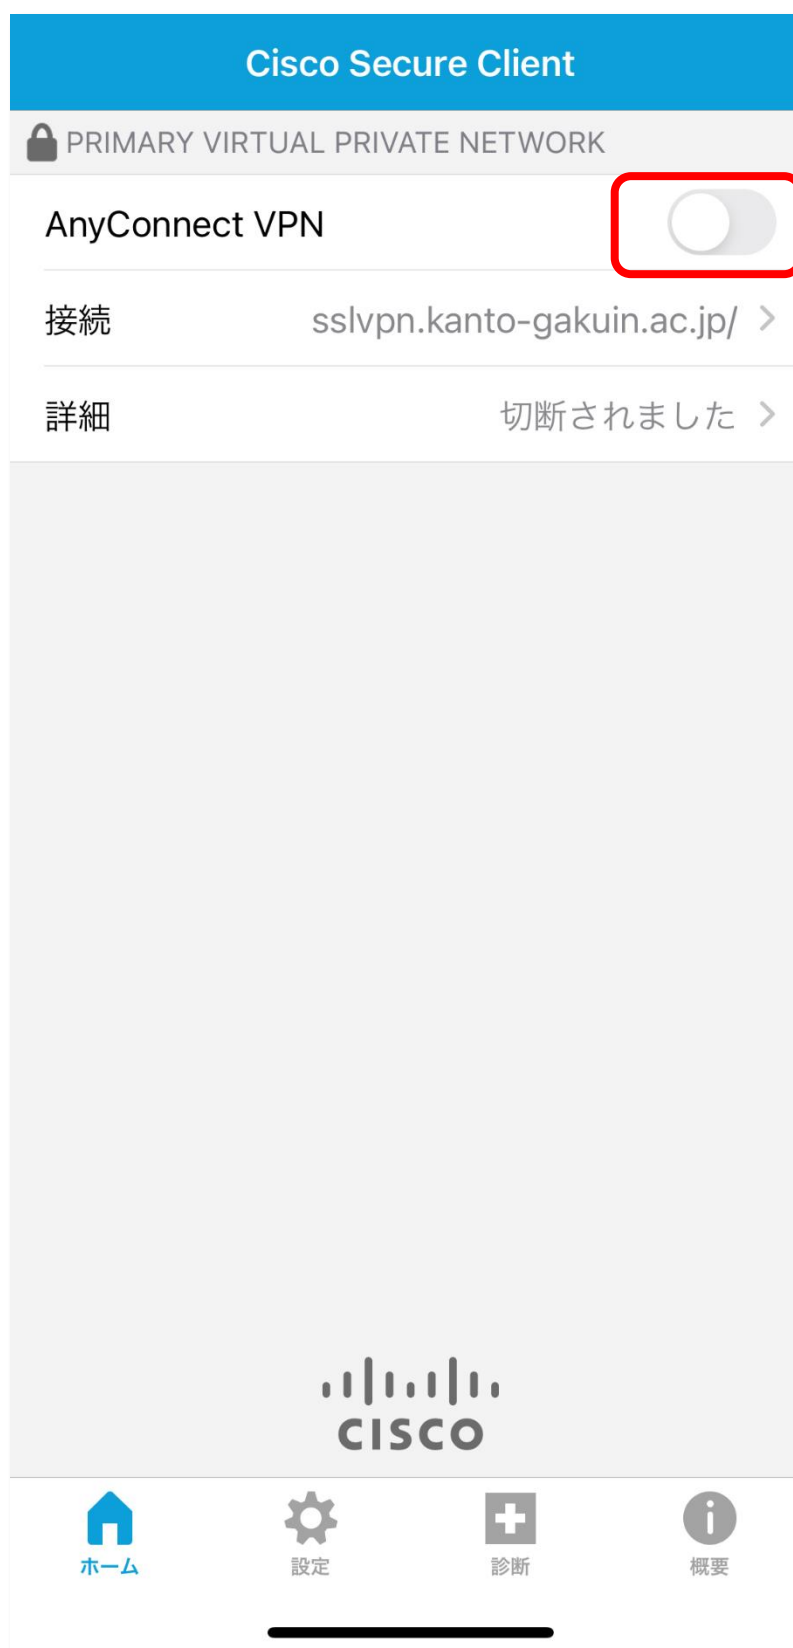 Cisco Secure Client
PRIMARY VIRTUAL PRIVATE NETWORK
AnyConnect VPN
接続 sslvpn.kanto-gakuin.ac.jp/
詳細 切断されました
CISCO
ホーム 設定 診断 概要